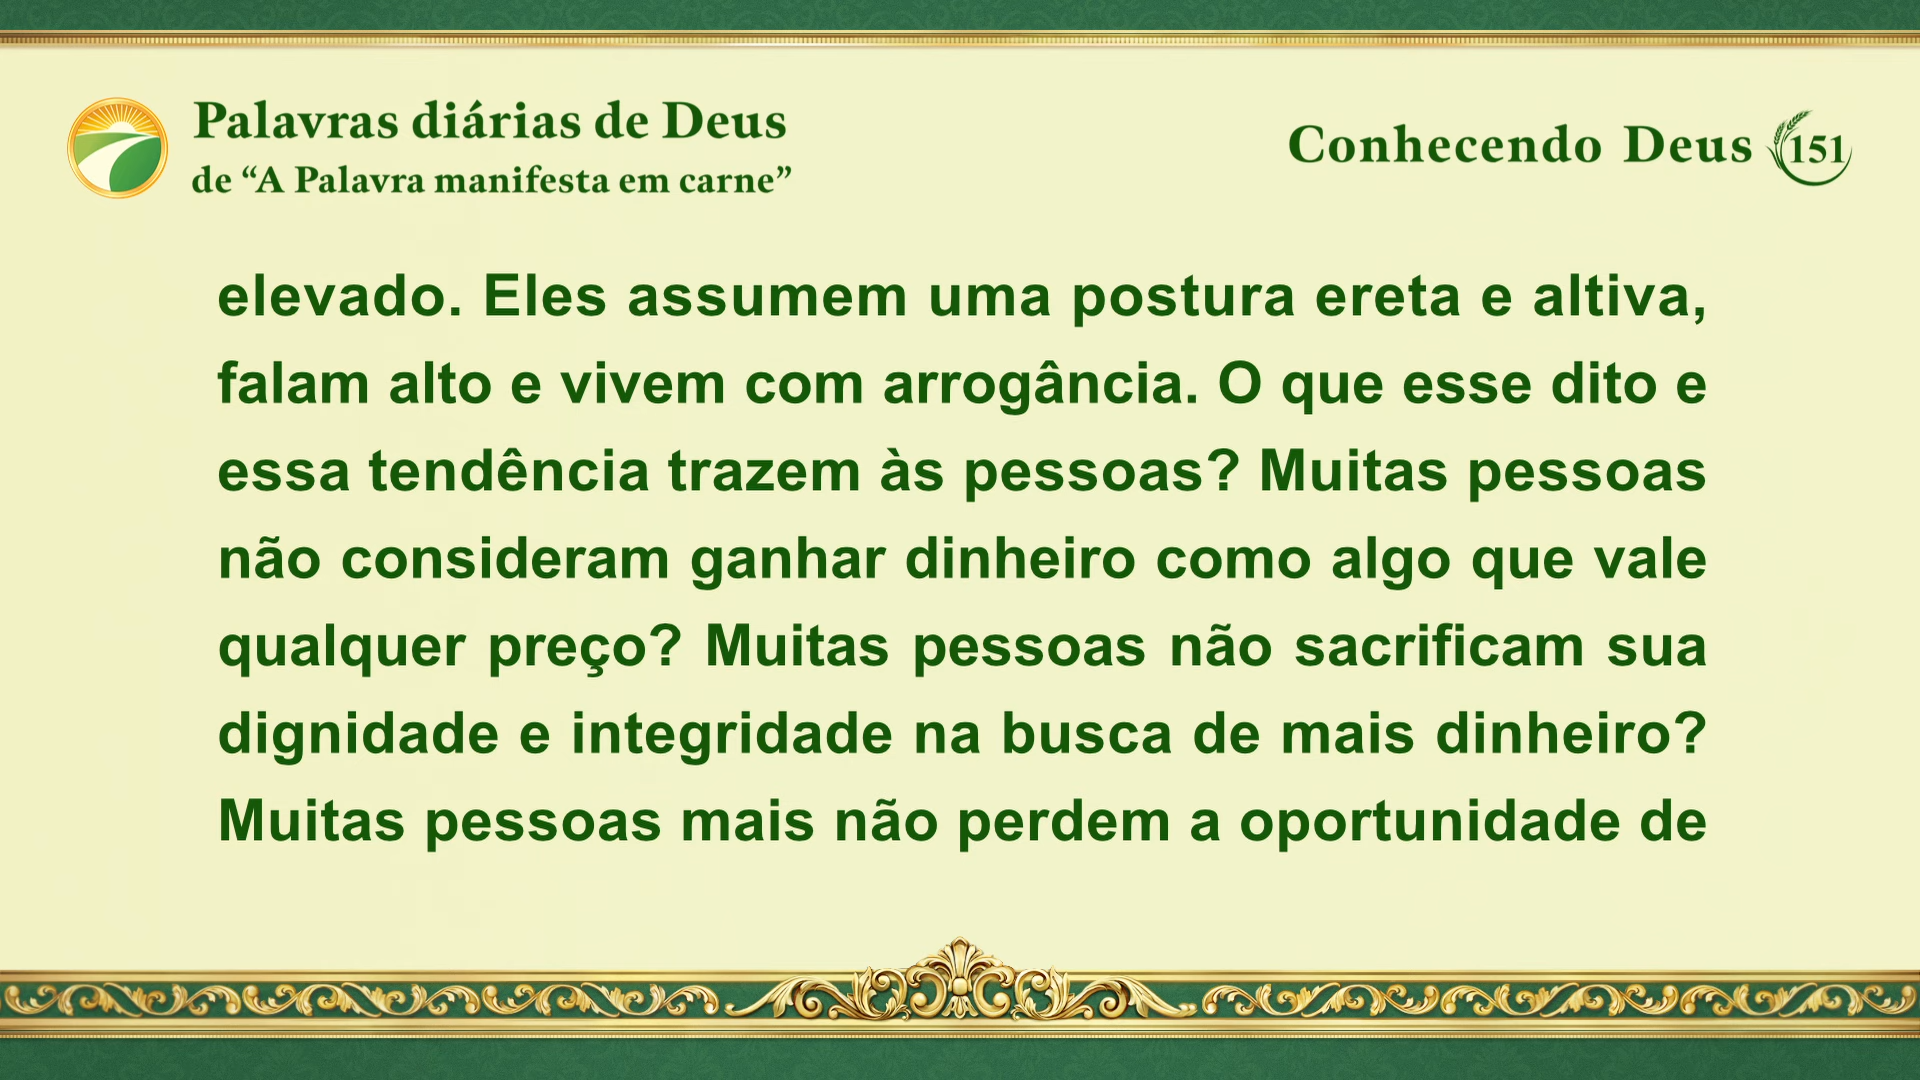 Palavras diárias de Deus
de “A Palavra manifesta em carne”
Conhecendo Deus 151
elevado. Eles assumem uma postura ereta e altiva,
falam alto e vivem com arrogância. O que esse dito e
essa tendência trazem às pessoas? Muitas pessoas
não consideram ganhar dinheiro como algo que vale
qualquer preço? Muitas pessoas não sacrificam sua
dignidade e integridade na busca de mais dinheiro?
Muitas pessoas mais não perdem a oportunidade de